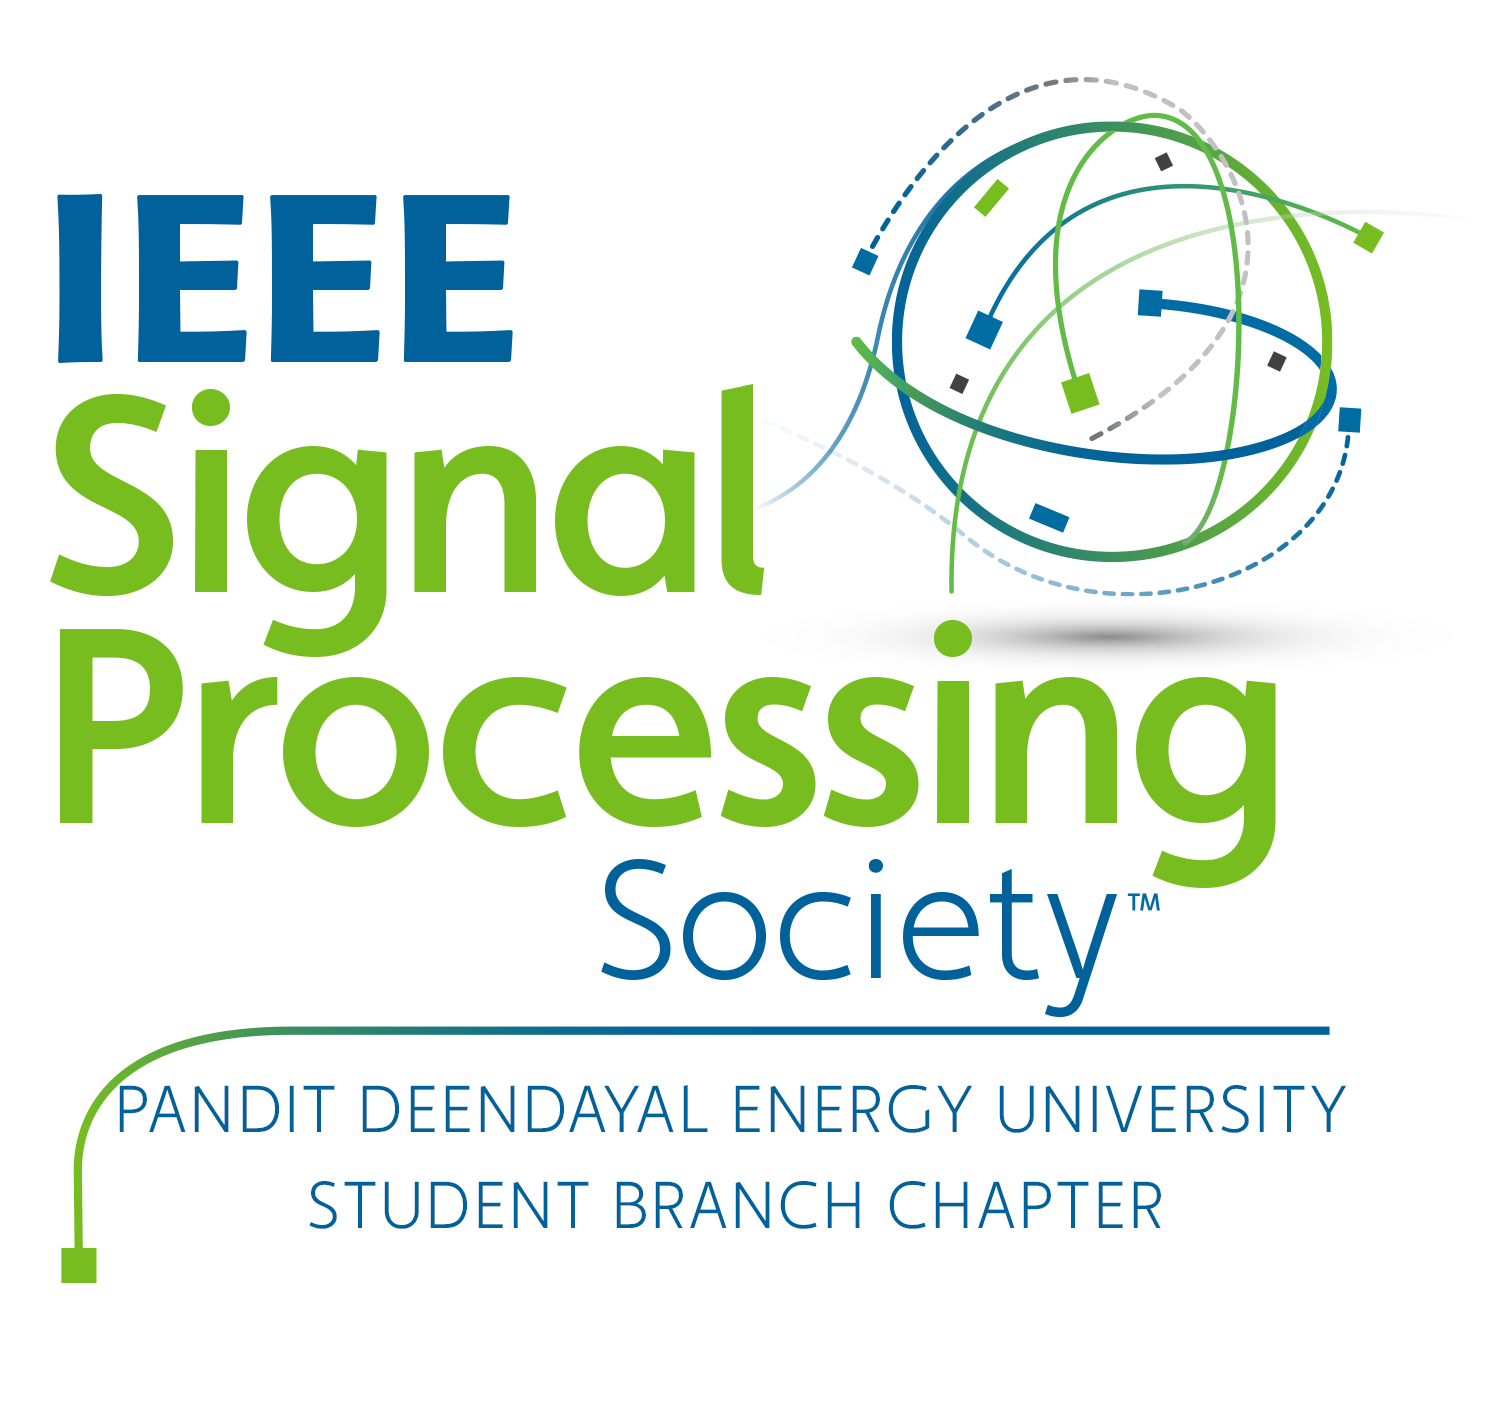 IEEE
Signal
Processing
Society™
PANDIT DEENDAYAL ENERGY UNIVERSITY
STUDENT BRANCH CHAPTER